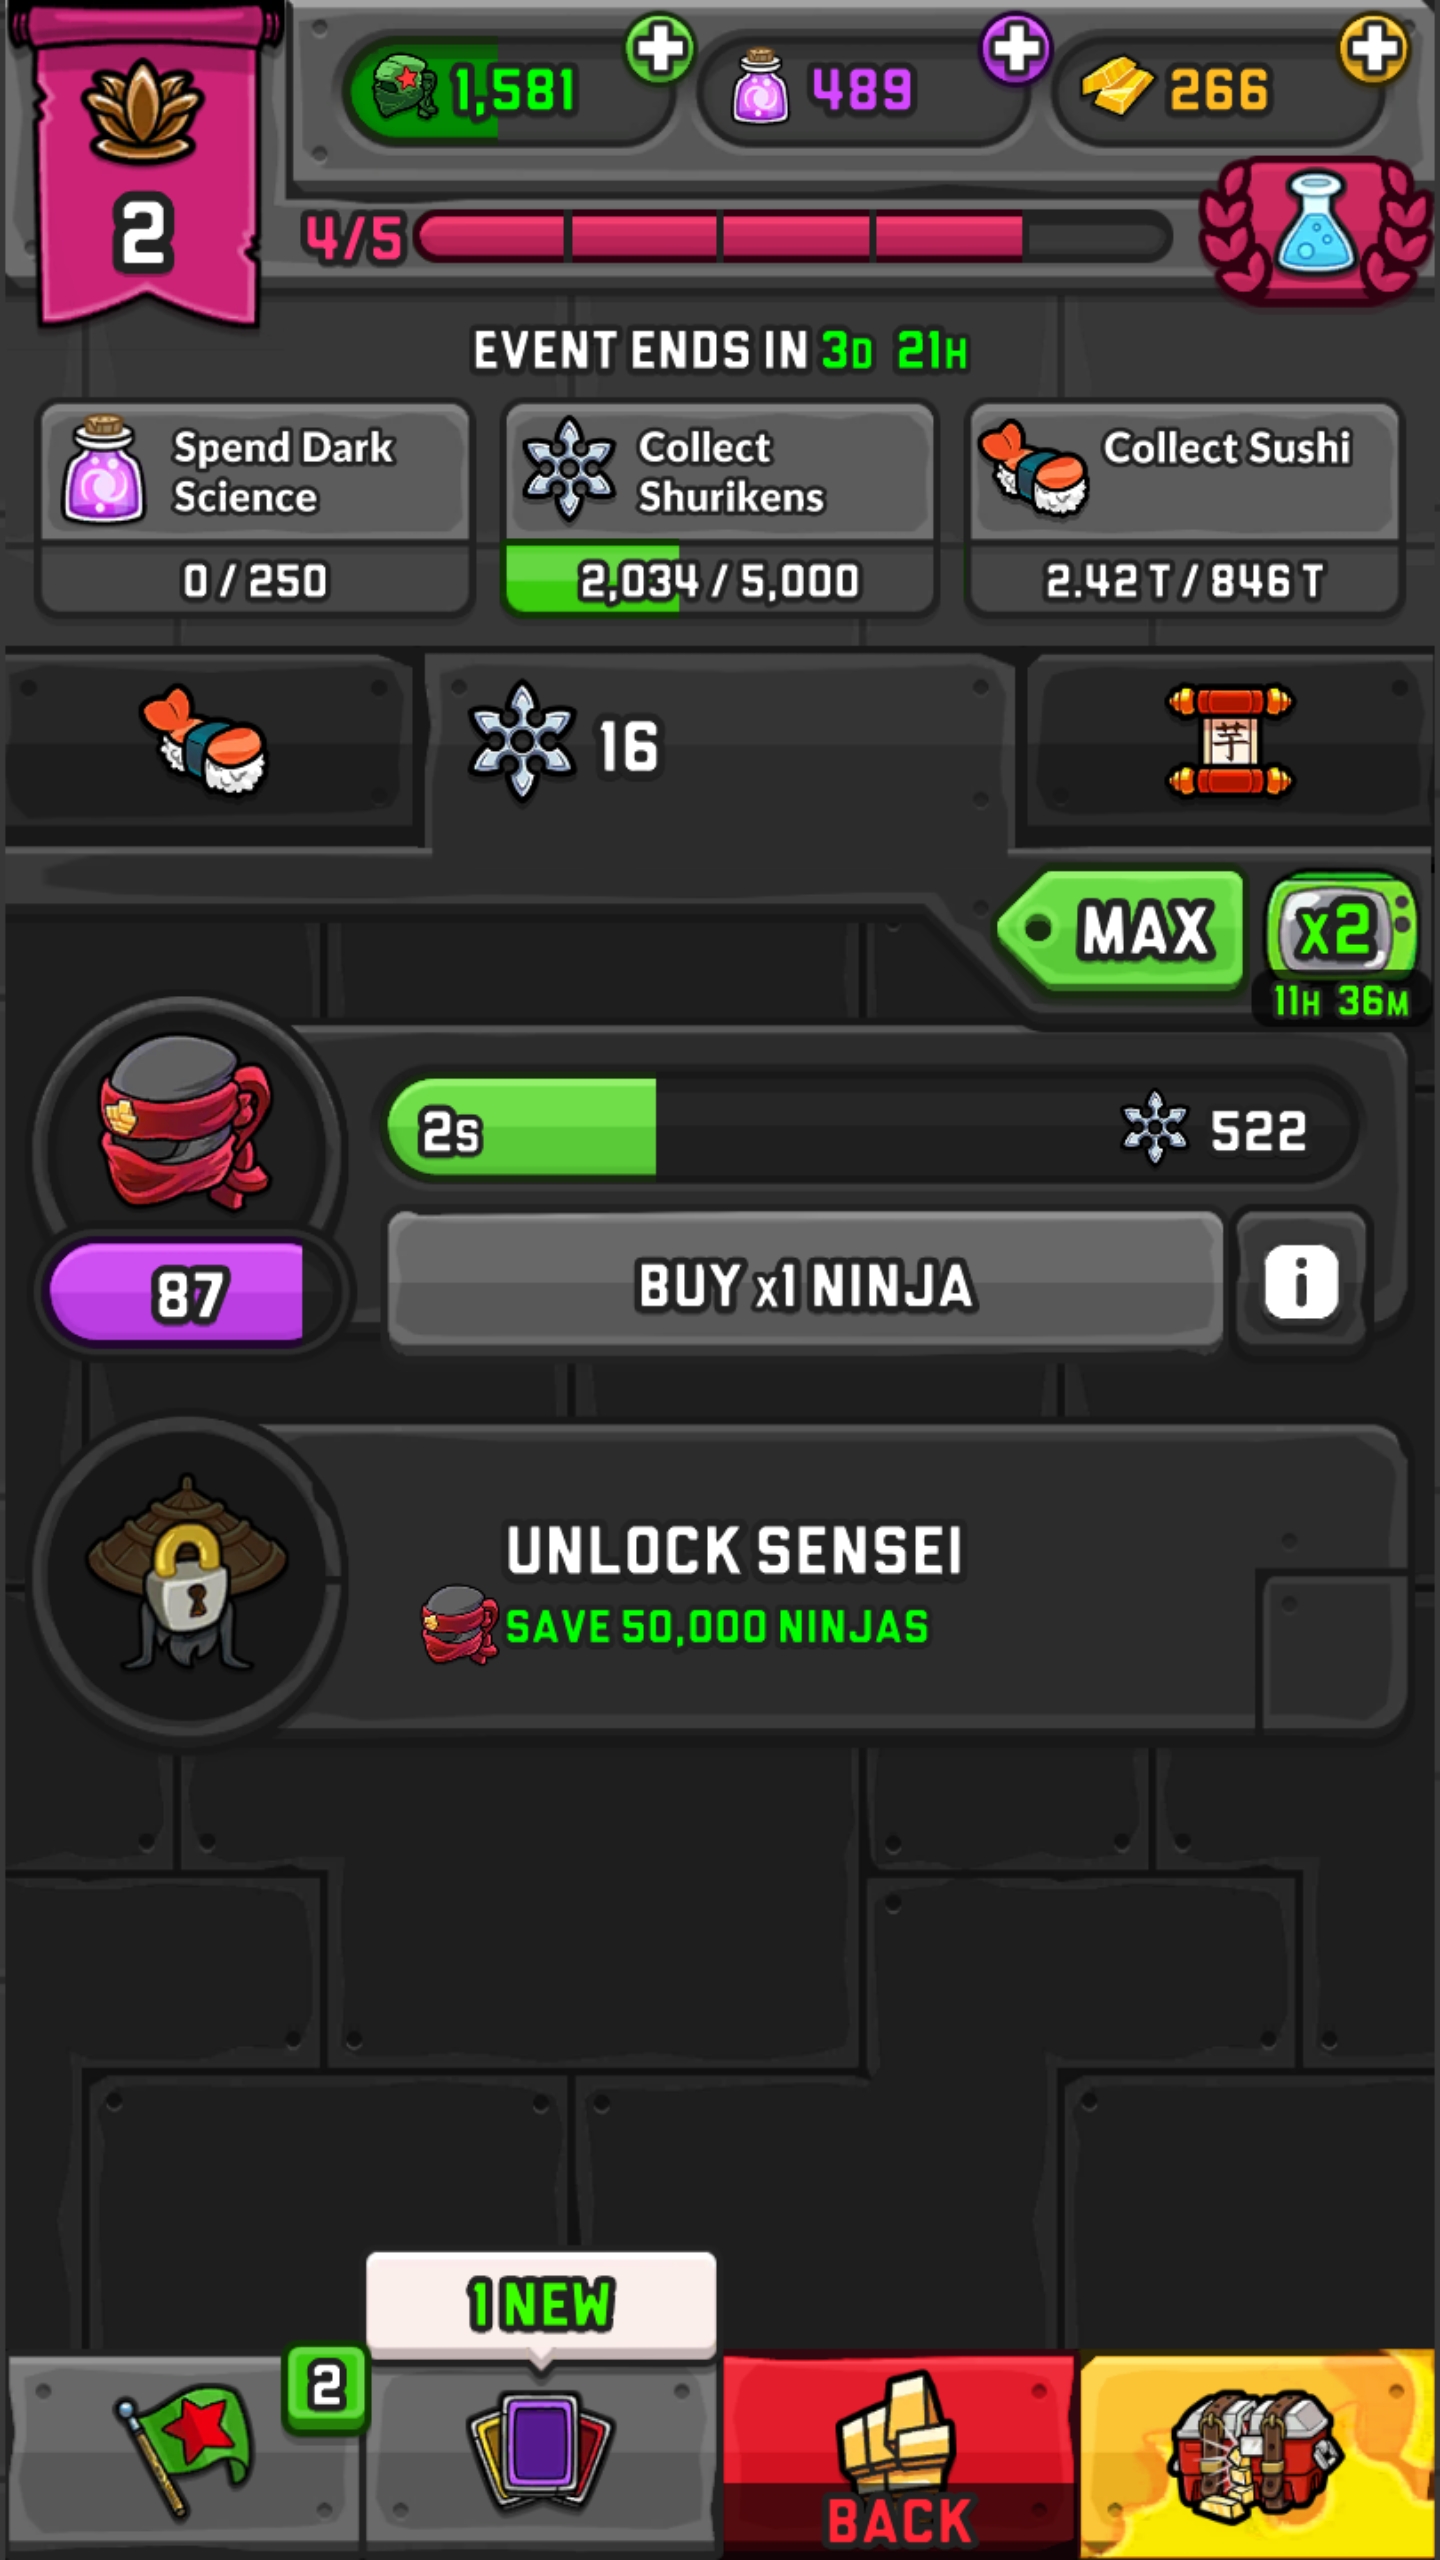 1,581
489
266
2
4/5
EVENT ENDS IN 3D 21H
Spend Dark
Science
0 / 250
Collect
Shurikens
2,034 / 5,000
Collect Sushi
2.42 T / 846 T
16
芋
MAX
x2
11H 36M
2s
522
87
BUY x1 NINJA
i
UNLOCK SENSEI
SAVE 50,000 NINJAS
1 NEW
2
BACK